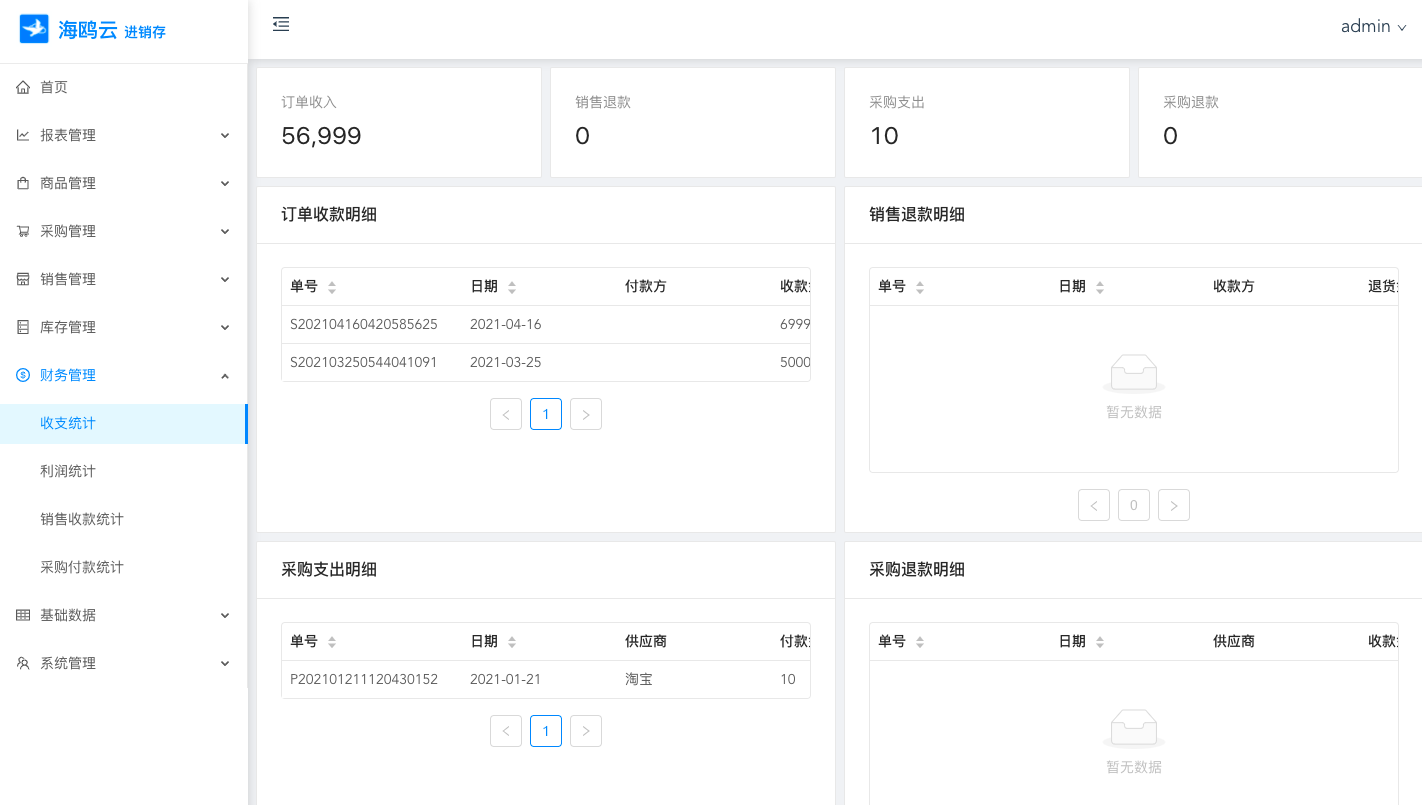 海鸥云 进销存
admin
首页
报表管理
商品管理
采购管理
销售管理
库存管理
财务管理
收支统计
利润统计
销售收款统计
采购付款统计
基础数据
系统管理
订单收入
56,999
销售退款
0
采购支出
10
采购退款
0
订单收款明细
单号 日期 付款方 收款
S202104160420585625 2021-04-16 6999
S202103250544041091 2021-03-25 5000
< 1 >
销售退款明细
单号 日期 收款方 退货
暂无数据
< 0 >
采购支出明细
单号 日期 供应商 付款
P202101211120430152 2021-01-21 淘宝 10
< 1 >
采购退款明细
单号 日期 供应商 收款
暂无数据